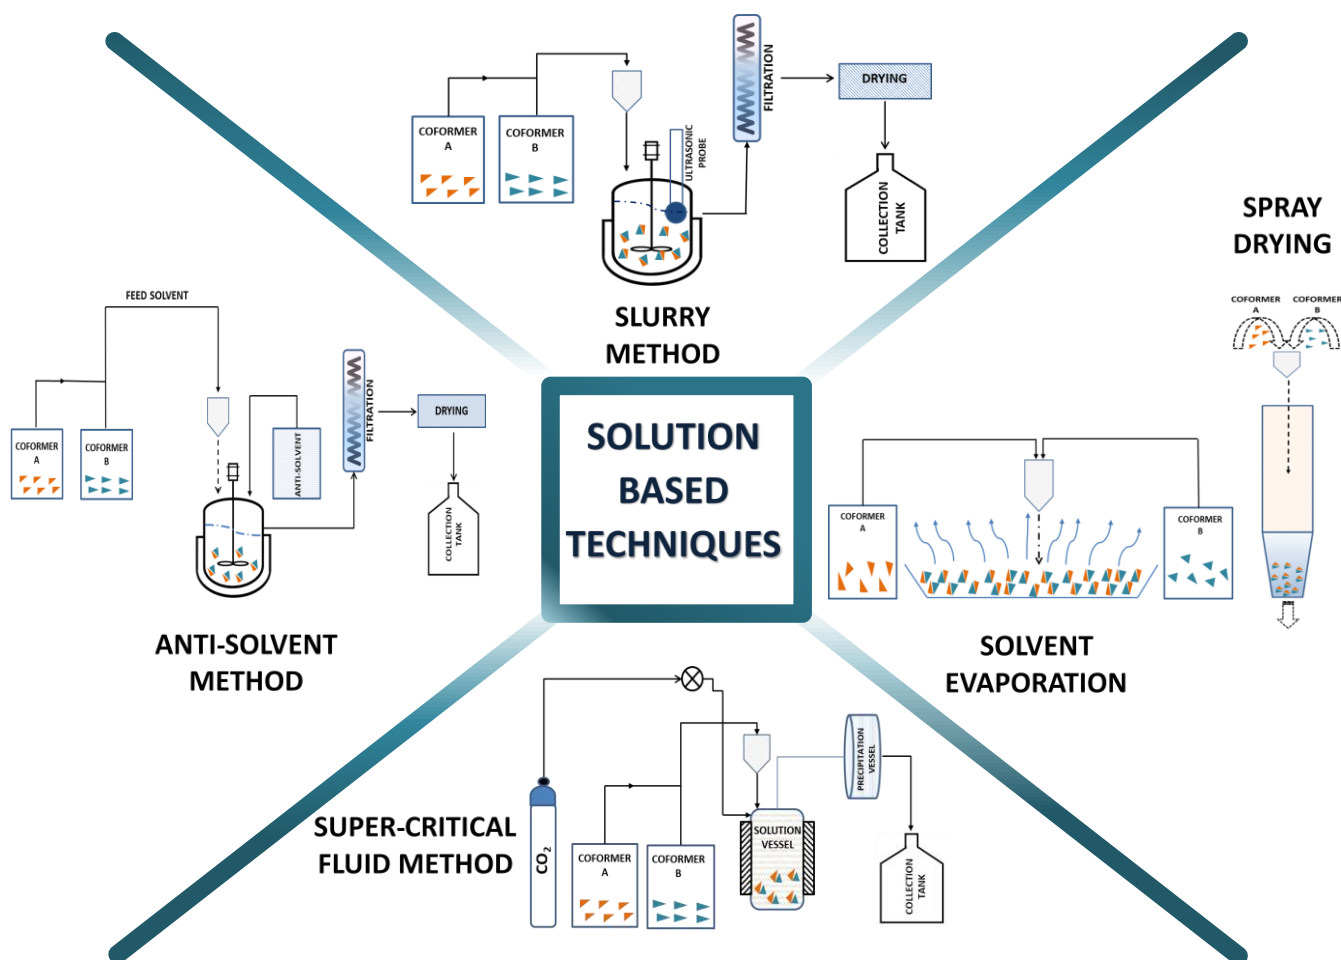 COFORMER
A
COFORMER
B
ULTRASONIC
PROBE
FILTRATION
DRYING
COLLECTION
TANK
SLURRY
METHOD
SPRAY
DRYING
COFORMER
A
COFORMER
B
FEED SOLVENT
COFORMER
A
COFORMER
B
ANTI-SOLVENT
FILTRATION
DRYING
COLLECTION
TANK
ANTI-SOLVENT
METHOD
SOLUTION
BASED
TECHNIQUES
COFORMER
A
COFORMER
B
SOLVENT
EVAPORATION
SUPER-CRITICAL
FLUID METHOD
CO2
COFORMER
A
COFORMER
B
SOLUTION
VESSEL
PRECIPITATION
VESSEL
COLLECTION
TANK